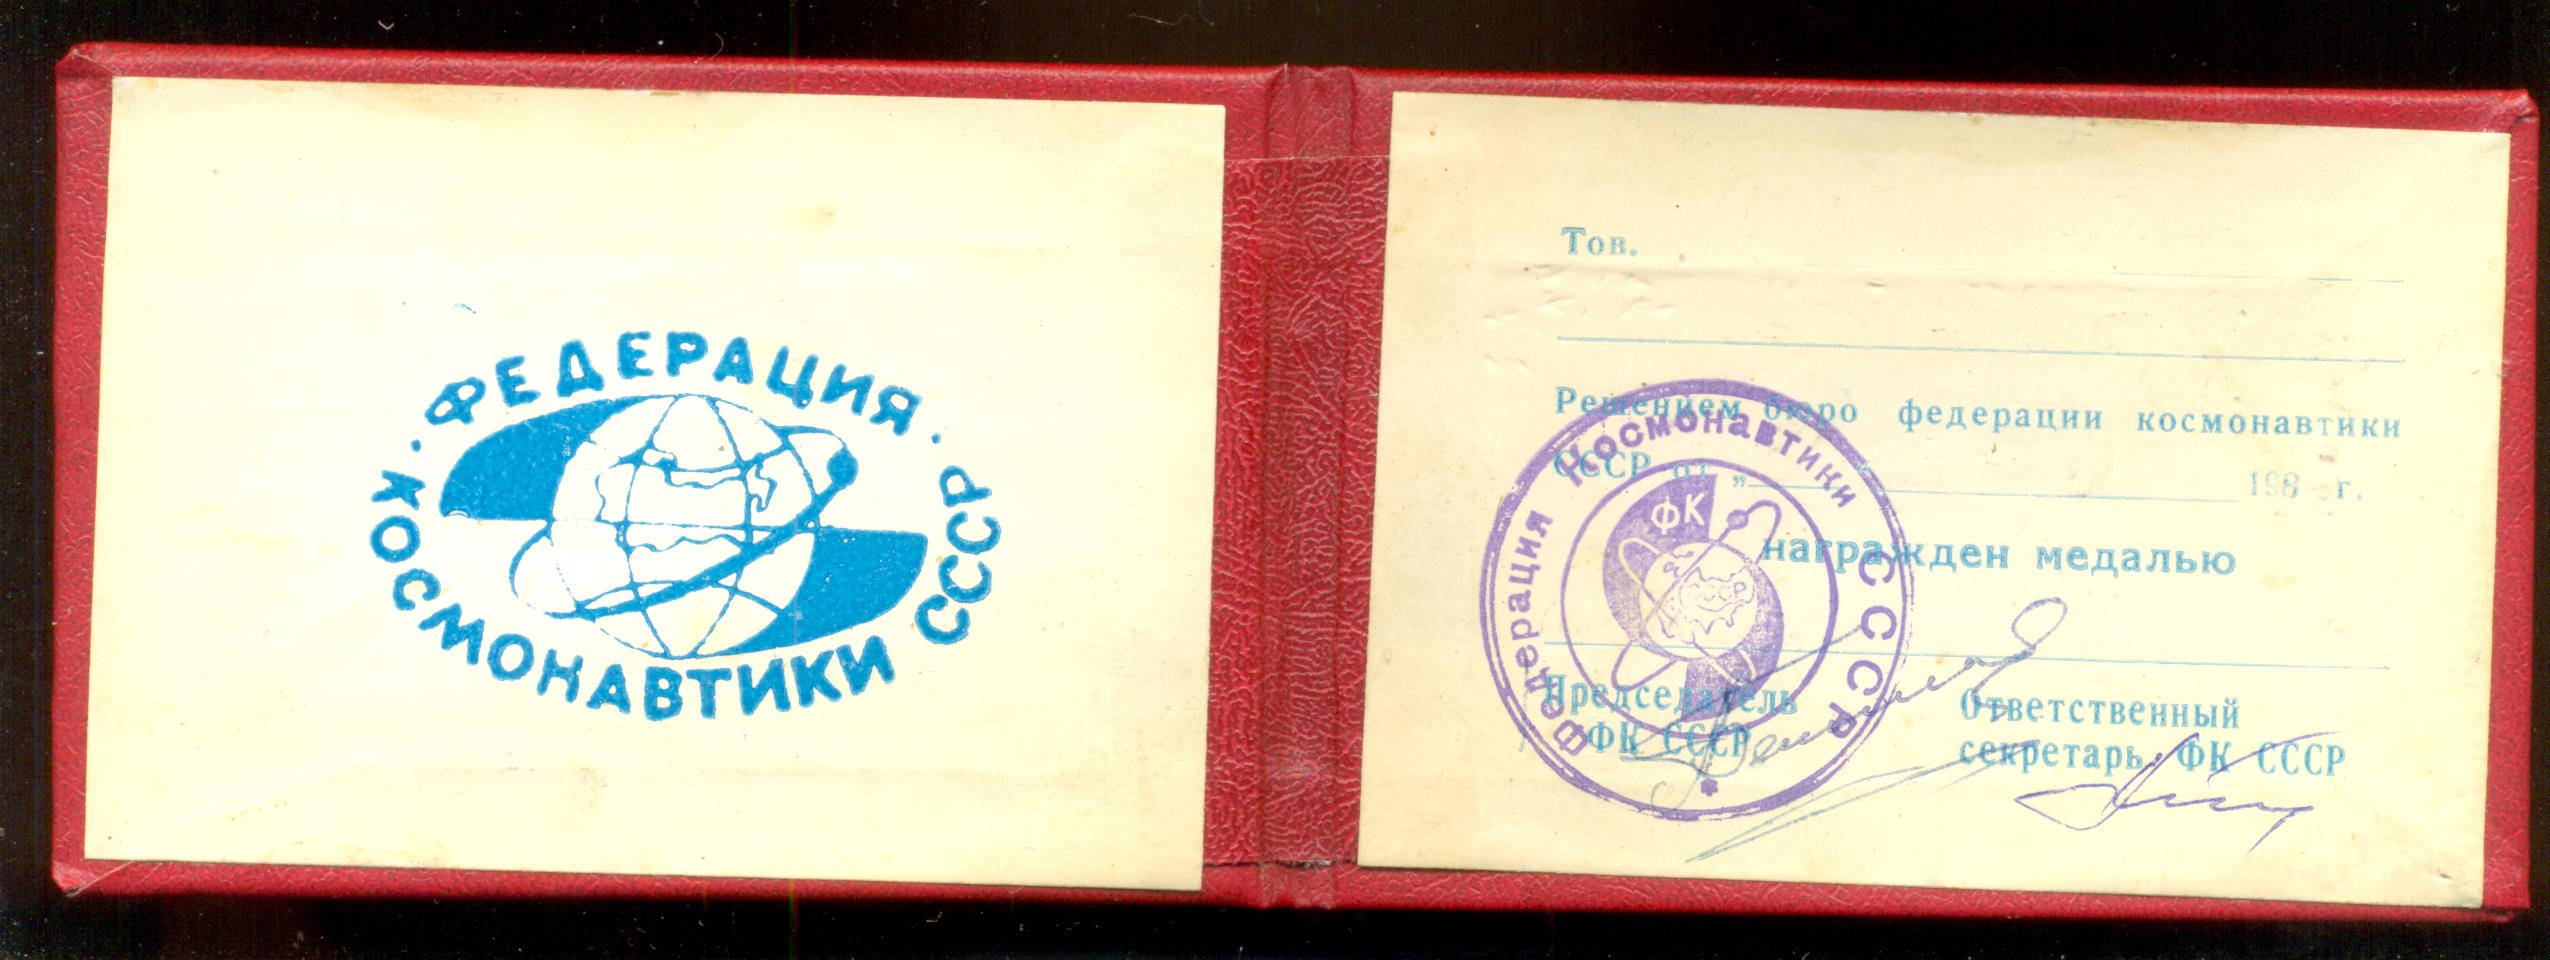 ФЕДЕРАЦИЯ
КОСМОНАВТИКИ СССР
Тов.
Решением бюро федерации космонавтики
СССР от „ 198 г.
награжден медалью
Председатель
ФК СССР
Ответственный
секретарь ФК СССР
Федерация Космонавтики СССР
ФК
СССР